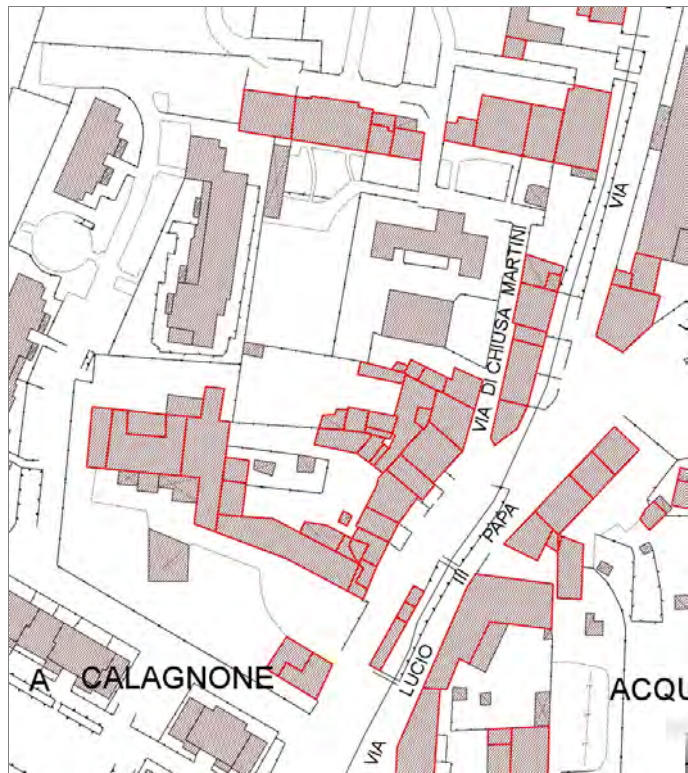 VIA
VIA DI CHIUSA MARTINI
PAPA
III
LUCIO
VIA
A CALAGNONE
ACQU